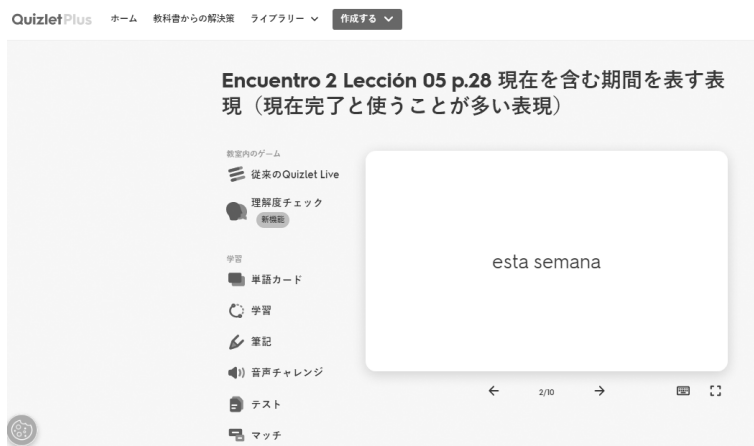 QuizletPlus ホーム 教科書からの解決策 ライブラリー 作成する
Encuentro 2 Lección 05 p.28 現在を含む期間を表す表
現（現在完了と使うことが多い表現）
教室内のゲーム
従来のQuizlet Live
理解度チェック
新機能
学習
単語カード
学習
筆記
音声チャレンジ
テスト
マッチ
esta semana
2/10